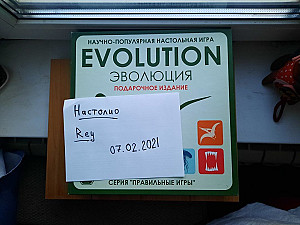 НАУЧНО-ПОПУЛЯРНАЯ НАСТОЛЬНАЯ ИГРА
EVOLUTION
ЭВОЛЮЦИЯ
ПОДАРОЧНОЕ ИЗДАНИЕ
Настолио
Rey
07.02.2021
СЕРИЯ "ПРАВИЛЬНЫЕ ИГРЫ"